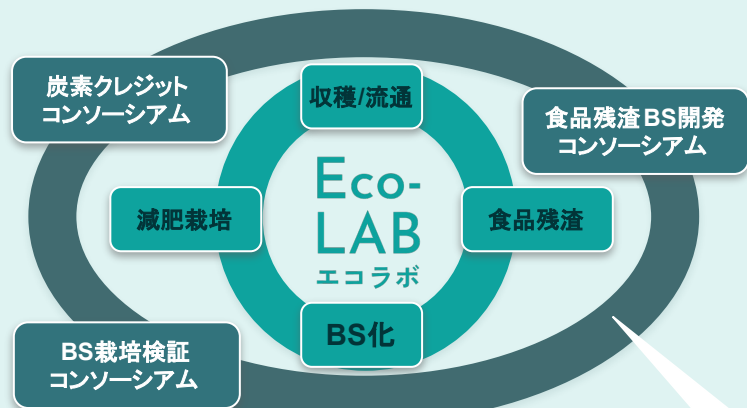 炭素クレジット
コンソーシアム
収穫/流通
食品残渣BS開発
コンソーシアム
減肥栽培
Eco-
LAB
エコラボ
食品残渣
BS化
BS栽培検証
コンソーシアム